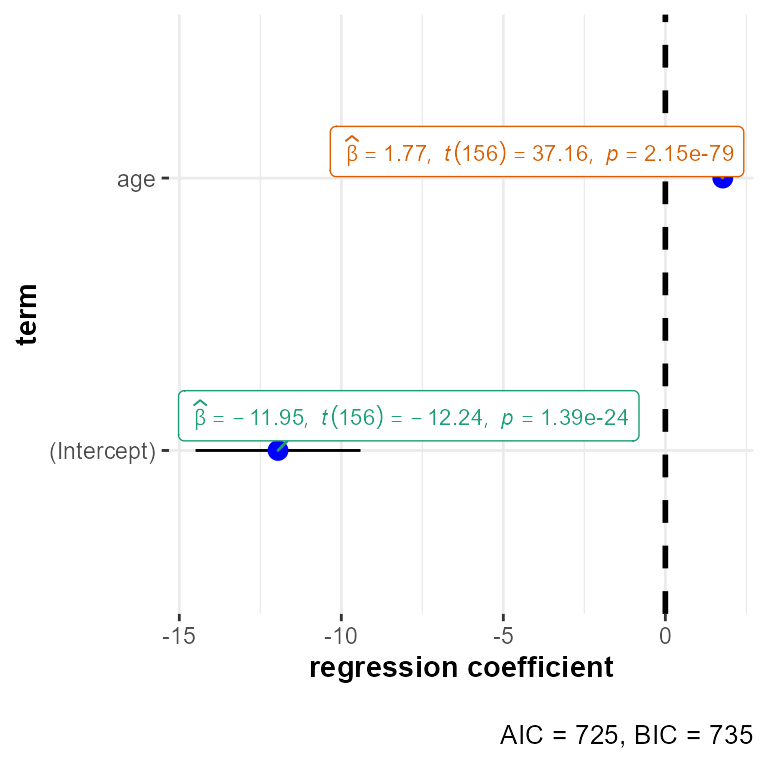 β̂ = 1.77, t(156) = 37.16, p = 2.15e-79
age
term
β̂ = − 11.95, t(156) = − 12.24, p = 1.39e-24
(Intercept)
-15 -10 -5 0
regression coefficient
AIC = 725, BIC = 735